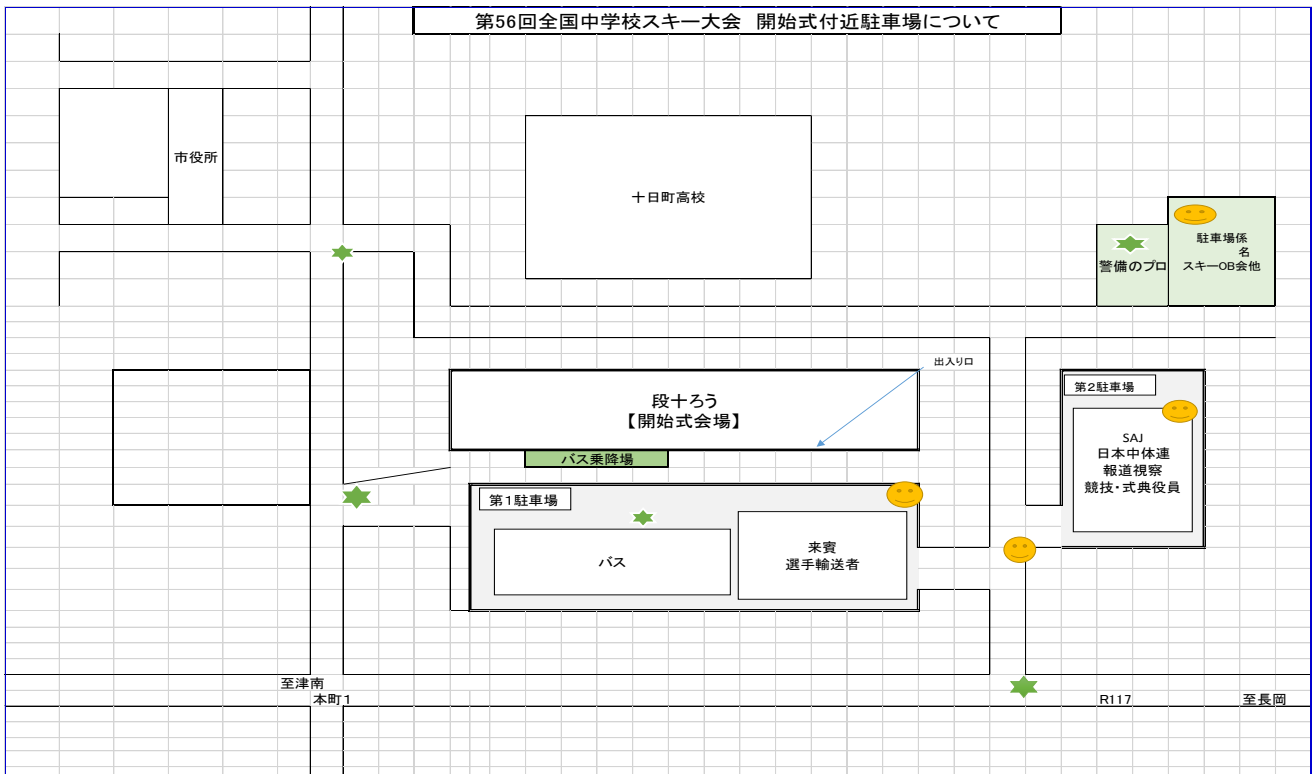 第56回全国中学校スキー大会　開始式付近駐車場について
市役所
十日町高校
警備のプロ
駐車場係
名
スキーOB会他
出入り口
段十ろう
【開始式会場】
バス乗降場
第2駐車場
SAJ
日本中体連
報道視察
競技・式典役員
第1駐車場
バス
来賓
選手輸送者
至津南
本町1
R117
至長岡